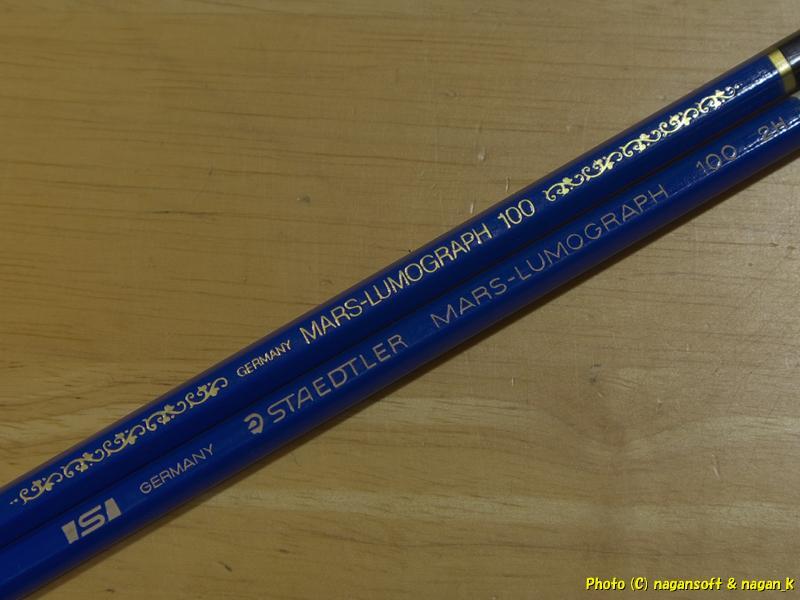 GERMANY MARS-LUMOGRAPH 100
S GERMANY STAEDTLER MARS-LUMOGRAPH 100 2H
Photo (C) nagansoft & nagan_k